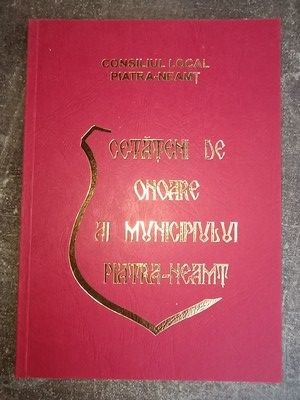 CONSILIUL LOCAL
PIATRA-NEAMȚ
CETĂȚENI DE
ONOARE
AI MUNICIPIULUI
PIATRA-NEAMȚ